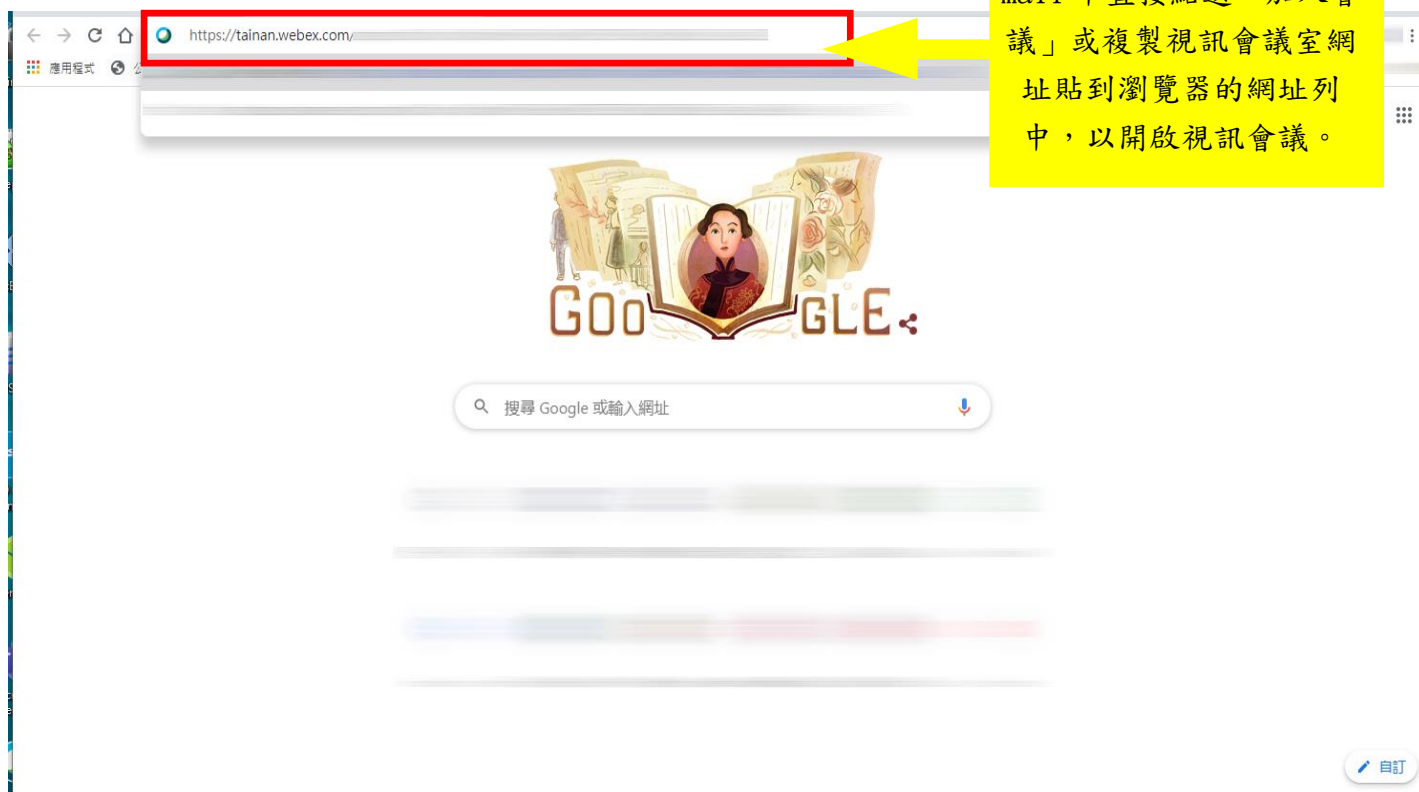 議」或複製視訊會議室網
址貼到瀏覽器的網址列
中，以開啟視訊會議。
https://tainan.webex.com/
應用程式
GOOGLE
搜尋 Google 或輸入網址
自訂